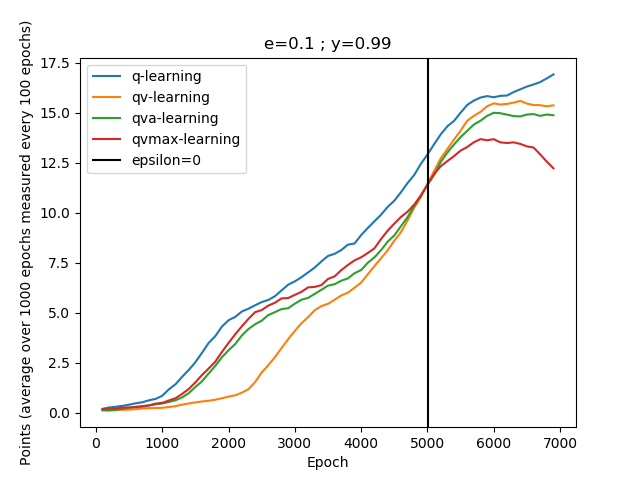 e=0.1 ; y=0.99
Points (average over 1000 epochs measured every 100 epochs)
17.5
15.0
12.5
10.0
7.5
5.0
2.5
0.0
q-learning
qv-learning
qva-learning
qvmax-learning
epsilon=0
0 1000 2000 3000 4000 5000 6000 7000
Epoch